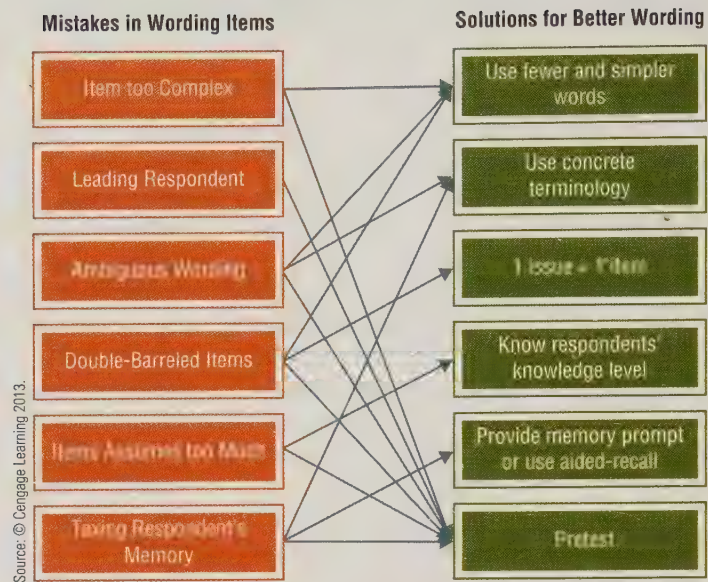 Mistakes in Wording Items
Solutions for Better Wording
Item too Complex
Use fewer and simpler
words
Leading Respondent
Use concrete
terminology
Ambiguous Wording
1 Issue = 1 Item
Double-Barreled Items
Know respondents'
knowledge level
Items Assumes too Much
Provide memory prompt
or use aided-recall
Taxing Respondent's
Memory
Pretest
Source: © Cengage Learning 2013.